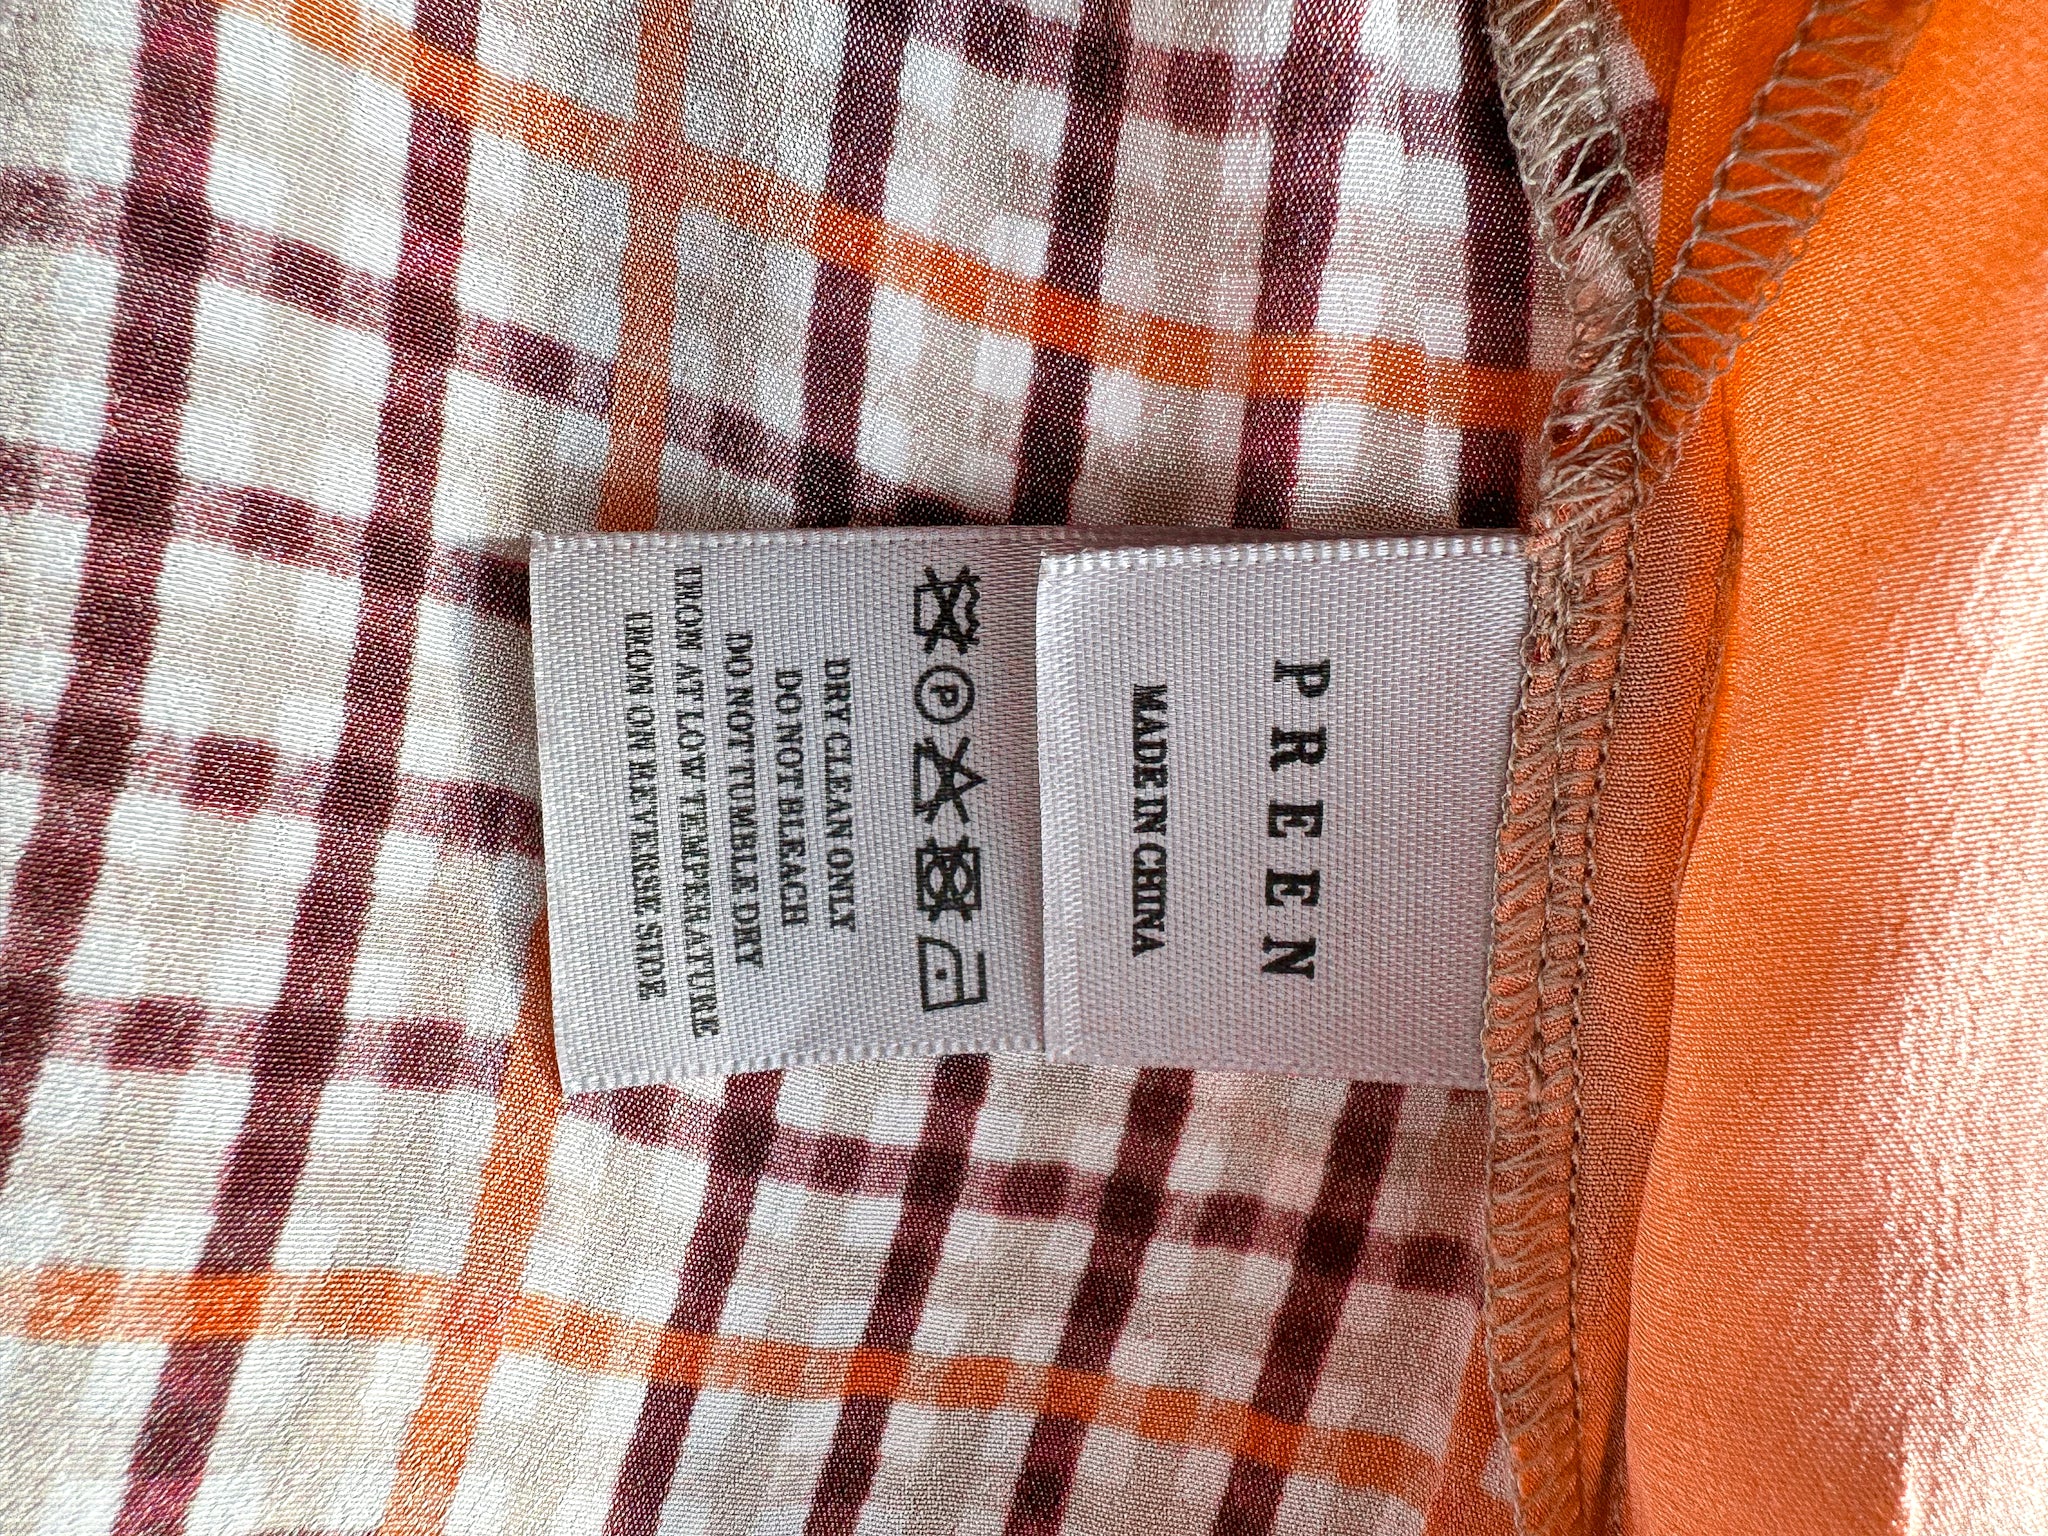 PREEN
MADE IN CHINA
P
DRY CLEAN ONLY
DO NOT BLEACH
DO NOT TUMBLE DRY
IRON AT LOW TEMPERATURE
IRON ON REVERSE SIDE